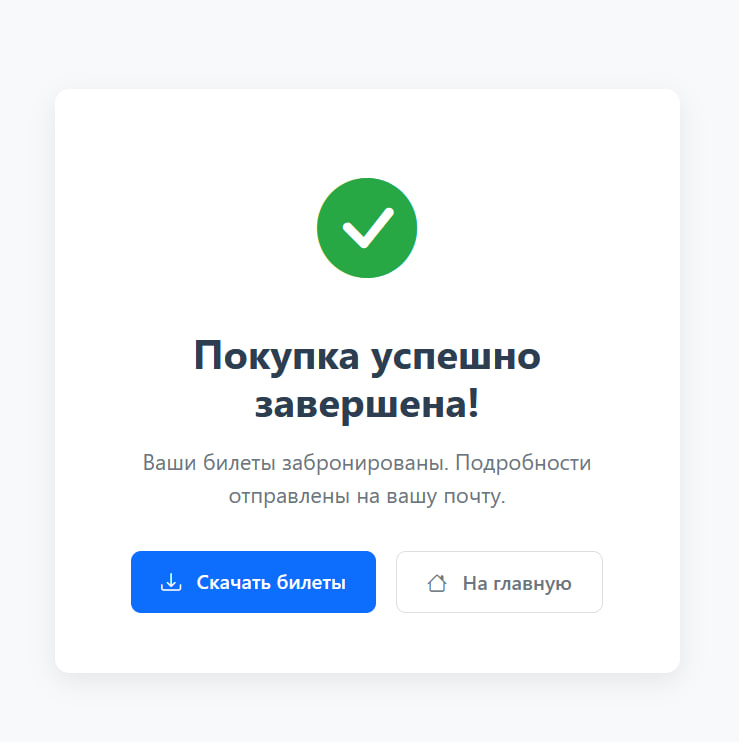 Покупка успешно
завершена!
Ваши билеты забронированы. Подробности
отправлены на вашу почту.
Скачать билеты
На главную